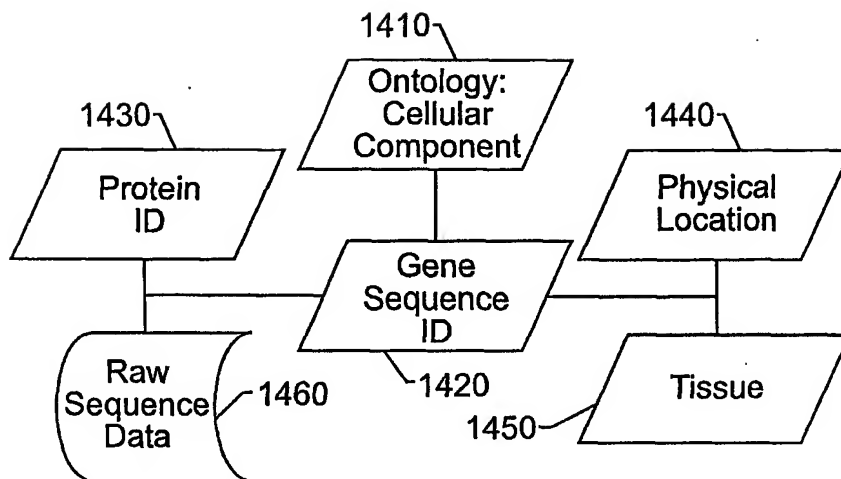 1410
Ontology:
Cellular
Component
1430
Protein
ID
1440
Physical
Location
Gene
Sequence
ID
1420
Raw
Sequence
Data
1460
Tissue
1450